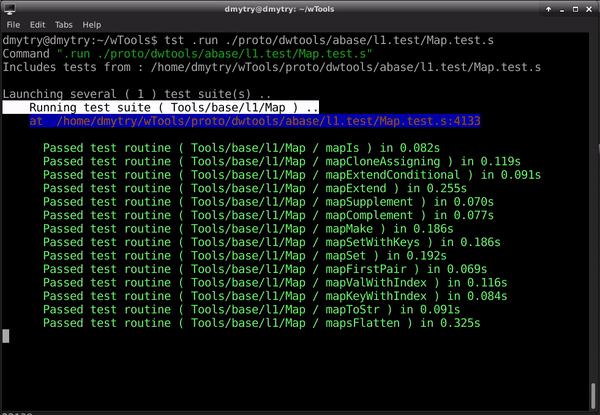 dmytry@dmytry: ~/wTools
File Edit Tabs Help
dmytry@dmytry:~/wTools$ tst .run ./proto/dwtools/abase/l1.test/Map.test.s
Command ".run ./proto/dwtools/abase/l1.test/Map.test.s"
Includes tests from : /home/dmytry/wTools/proto/dwtools/abase/l1.test/Map.test.s
Launching several ( 1 ) test suite(s) ..
Running test suite ( Tools/base/l1/Map ) ..
at /home/dmytry/wTools/proto/dwtools/abase/l1.test/Map.test.s:4133
Passed test routine ( Tools/base/l1/Map / mapIs ) in 0.082s
Passed test routine ( Tools/base/l1/Map / mapCloneAssigning ) in 0.119s
Passed test routine ( Tools/base/l1/Map / mapExtendConditional ) in 0.091s
Passed test routine ( Tools/base/l1/Map / mapExtend ) in 0.255s
Passed test routine ( Tools/base/l1/Map / mapSupplement ) in 0.070s
Passed test routine ( Tools/base/l1/Map / mapComplement ) in 0.077s
Passed test routine ( Tools/base/l1/Map / mapMake ) in 0.186s
Passed test routine ( Tools/base/l1/Map / mapSetWithKeys ) in 0.186s
Passed test routine ( Tools/base/l1/Map / mapSet ) in 0.192s
Passed test routine ( Tools/base/l1/Map / mapFirstPair ) in 0.069s
Passed test routine ( Tools/base/l1/Map / mapValWithIndex ) in 0.116s
Passed test routine ( Tools/base/l1/Map / mapKeyWithIndex ) in 0.084s
Passed test routine ( Tools/base/l1/Map / mapToStr ) in 0.091s
Passed test routine ( Tools/base/l1/Map / mapsFlatten ) in 0.325s